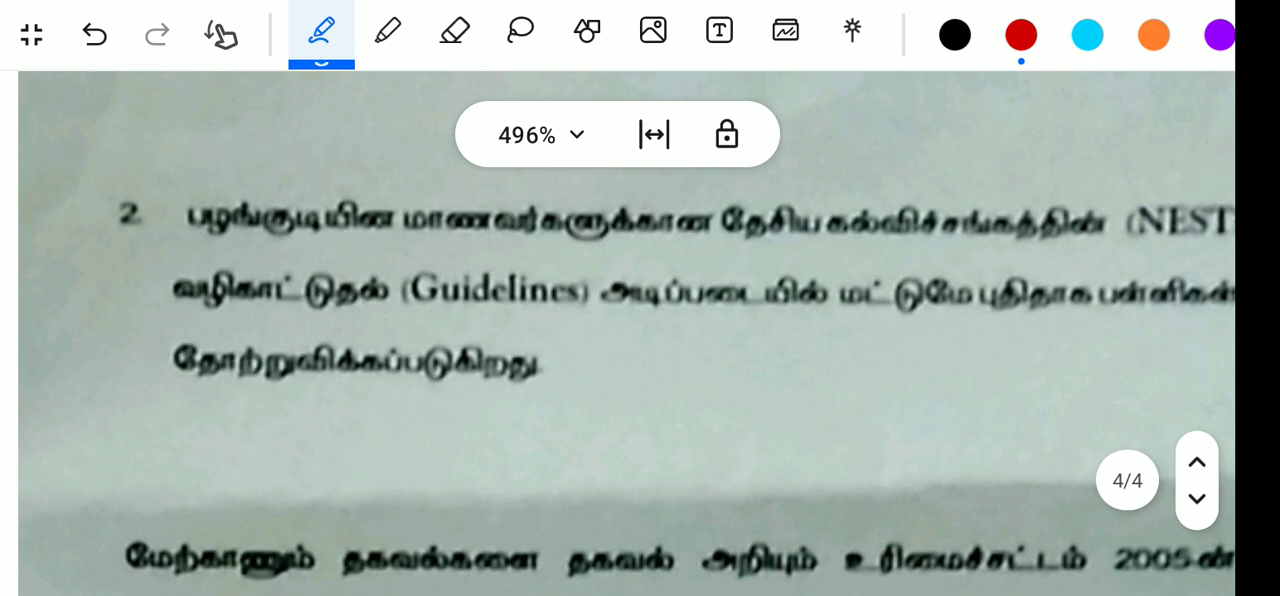 496%
2. பழங்குடியின மாணவர்களுக்கான தேசிய கல்விச்சங்கத்தின் (NEST
வழிகாட்டுதல் (Guidelines) அடிப்படையில் மட்டுமே புதிதாக பள்ளிகள்
தோற்றுவிக்கப்படுகிறது.
4/4
மேற்காணும் தகவல்களை தகவல் அறியும் உரிமைச்சட்டம் 2005-ன்